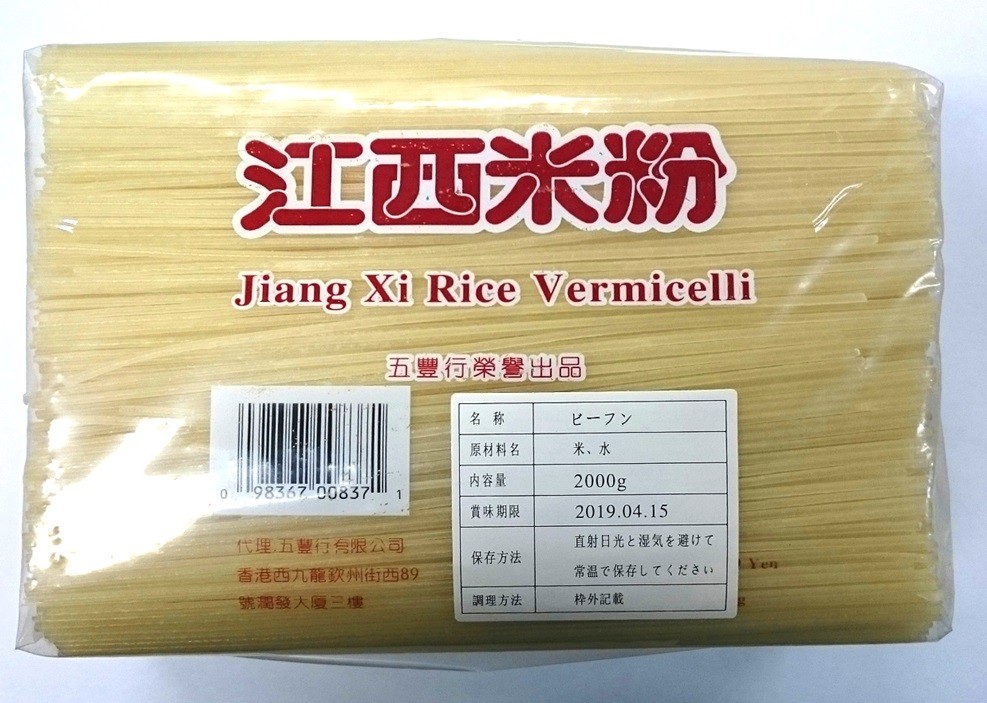 江西米粉
Jiang Xi Rice Vermicelli
五豐行榮譽出品
0 98367 00837 1
代理.五豐行有限公司
香港西九龍欽州街西89
號潤發大廈三樓
名 称 ビーフン
原材料名 米、水
内容量 2000g
賞味期限 2019.04.15
保存方法 直射日光と湿気を避けて
常温で保存してください
調理方法 枠外記載
Yen